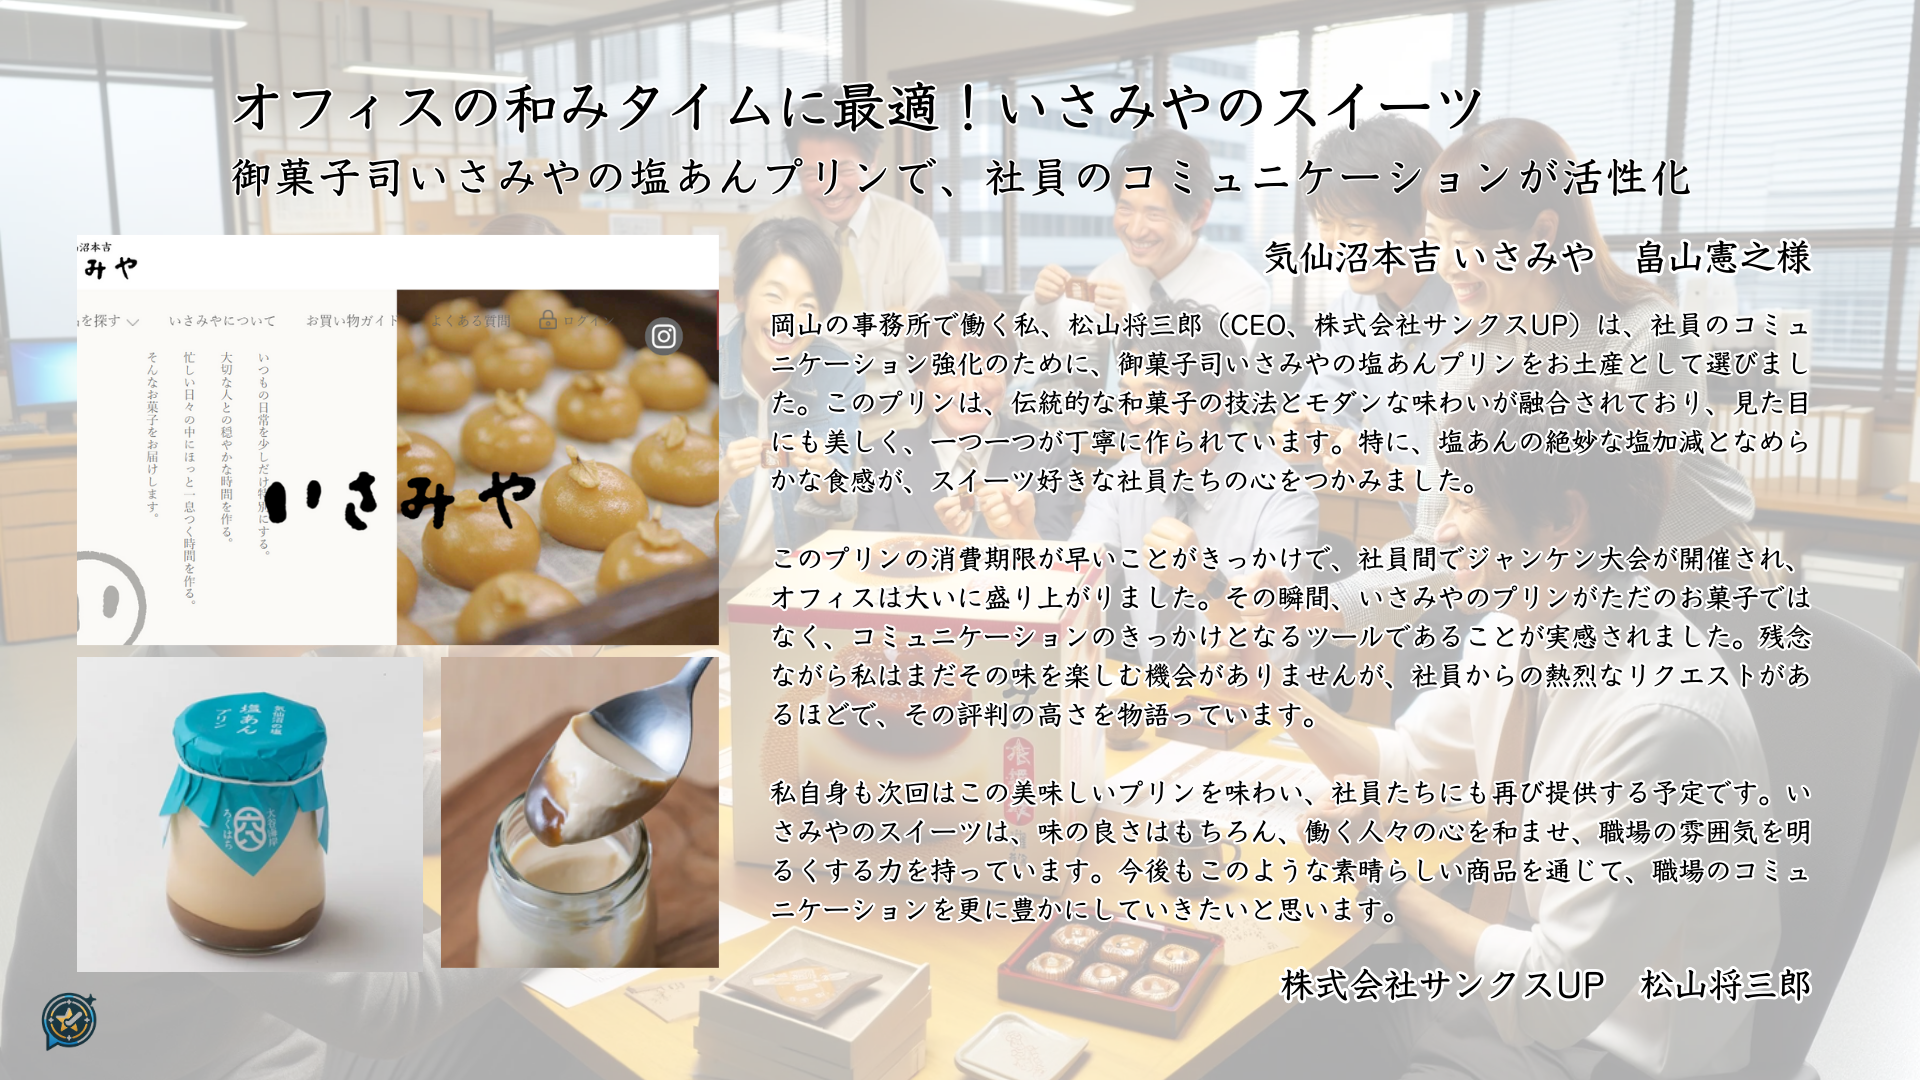 オフィスの和みタイムに最適！いさみやのスイーツ
御菓子司いさみやの塩あんプリンで、社員のコミュニケーションが活性化
気仙沼本吉 いさみや　畠山憲之様
沼本吉
みや
を探す
いさみやについて
お買い物ガイド
よくある質問
ログイン
いつもの日常を少しだけ特別にする。
大切な人との穏やかな時間を作る。
忙しい日々の中にほっと一息つく時間を作る。
そんなお菓子をお届けします。
いさみや
気仙沼の塩
塩あん
プリン
大谷海岸
六八
ろくはち
岡山の事務所で働く私、松山将三郎（CEO、株式会社サンクスUP）は、社員のコミュ
ニケーション強化のために、御菓子司いさみやの塩あんプリンをお土産として選びまし
た。このプリンは、伝統的な和菓子の技法とモダンな味わいが融合されており、見た目
にも美しく、一つ一つが丁寧に作られています。特に、塩あんの絶妙な塩加減となめら
かな食感が、スイーツ好きな社員たちの心をつかみました。
このプリンの消費期限が早いことがきっかけで、社員間でジャンケン大会が開催され、
オフィスは大いに盛り上がりました。その瞬間、いさみやのプリンがただのお菓子では
なく、コミュニケーションのきっかけとなるツールであることが実感されました。残念
ながら私はまだその味を楽しむ機会がありませんが、社員からの熱烈なリクエストがあ
るほどで、その評判の高さを物語っています。
私自身も次回はこの美味しいプリンを味わい、社員たちにも再び提供する予定です。い
さみやのスイーツは、味の良さはもちろん、働く人々の心を和ませ、職場の雰囲気を明
るくする力を持っています。今後もこのような素晴らしい商品を通じて、職場のコミュ
ニケーションを更に豊かにしていきたいと思います。
株式会社サンクスUP　松山将三郎